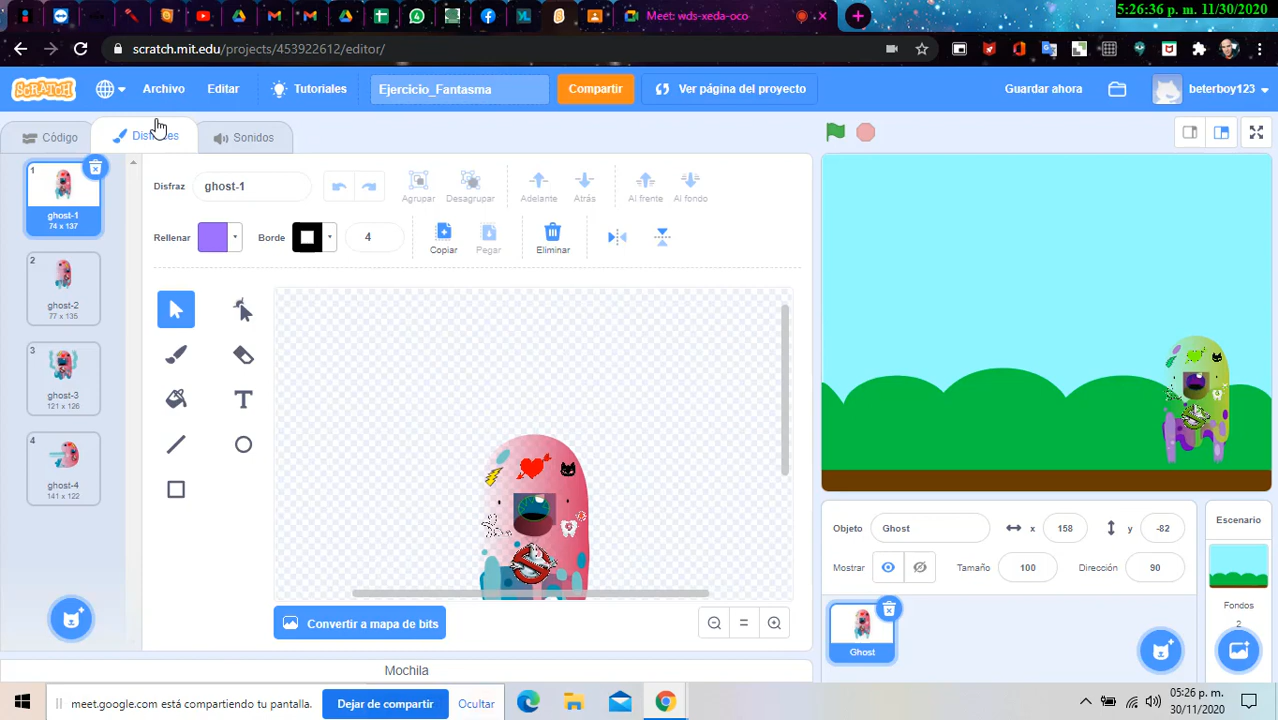 Meet: wds-xeda-oco
5:26:36 p. m. 11/30/2020
scratch.mit.edu/projects/453922612/editor/
SCRATCH
Archivo
Editar
Tutoriales
Ejercicio_Fantasma
Compartir
Ver página del proyecto
Guardar ahora
beterboy123
Código
Sonidos
1
ghost-1
74 x 137
2
ghost-2
77 x 135
3
ghost-3
121 x 126
4
ghost-4
141 x 122
Disfraz
ghost-1
Agrupar
Desagrupar
Adelante
Atrás
Al frente
Al fondo
Rellenar
Borde
4
Copiar
Pegar
Eliminar
T
Convertir a mapa de bits
Mochila
Objeto
Ghost
x
158
y
-82
Mostrar
Tamaño
100
Dirección
90
Ghost
Escenario
Fondos
2
meet.google.com está compartiendo tu pantalla.
Dejar de compartir
Ocultar
05:26 p. m.
30/11/2020